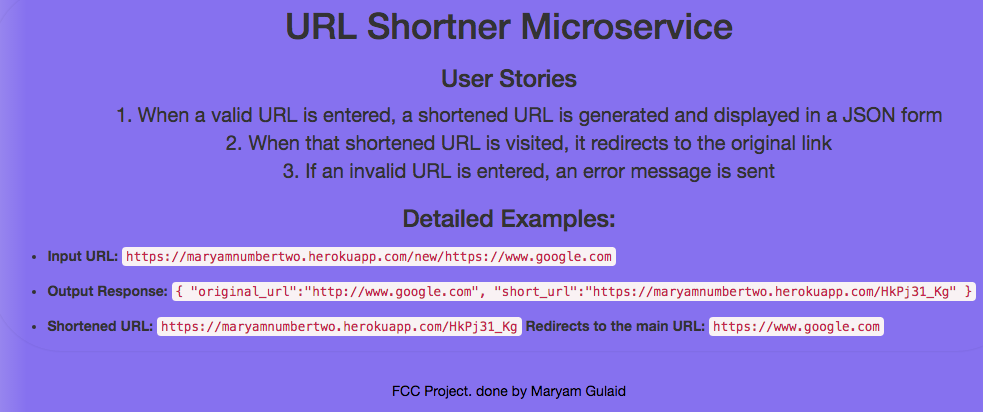 URL Shortner Microservice
User Stories
1. When a valid URL is entered, a shortened URL is generated and displayed in a JSON form
2. When that shortened URL is visited, it redirects to the original link
3. If an invalid URL is entered, an error message is sent
Detailed Examples:
• Input URL: https://maryamnumbertwo.herokuapp.com/new/https://www.google.com
• Output Response: { "original_url":"http://www.google.com", "short_url":"https://maryamnumbertwo.herokuapp.com/HkPj31_Kg" }
• Shortened URL: https://maryamnumbertwo.herokuapp.com/HkPj31_Kg Redirects to the main URL: https://www.google.com
FCC Project. done by Maryam Gulaid